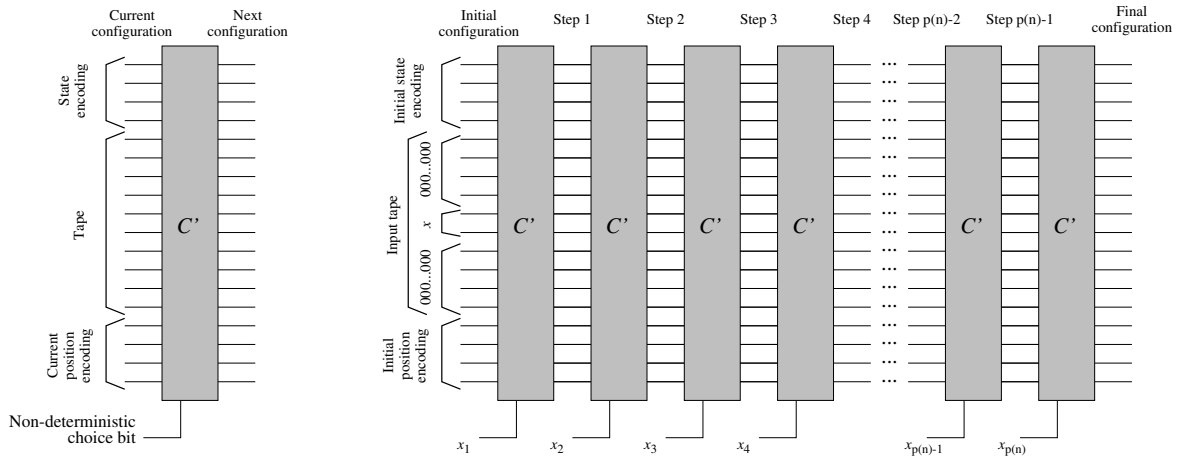 Current
configuration
Next
configuration
State
encoding
Tape
Current
position encoding
C’
Non-deterministic
choice bit
Initial
configuration
Step 1
Step 2
Step 3
Step 4
Step p(n)-2
Step p(n)-1
Final
configuration
Initial state
encoding
Input tape
000...000
x
000...000
Initial
position encoding
C’
C’
C’
C’
...
C’
C’
x1
x2
x3
x4
xp(n)-1
xp(n)